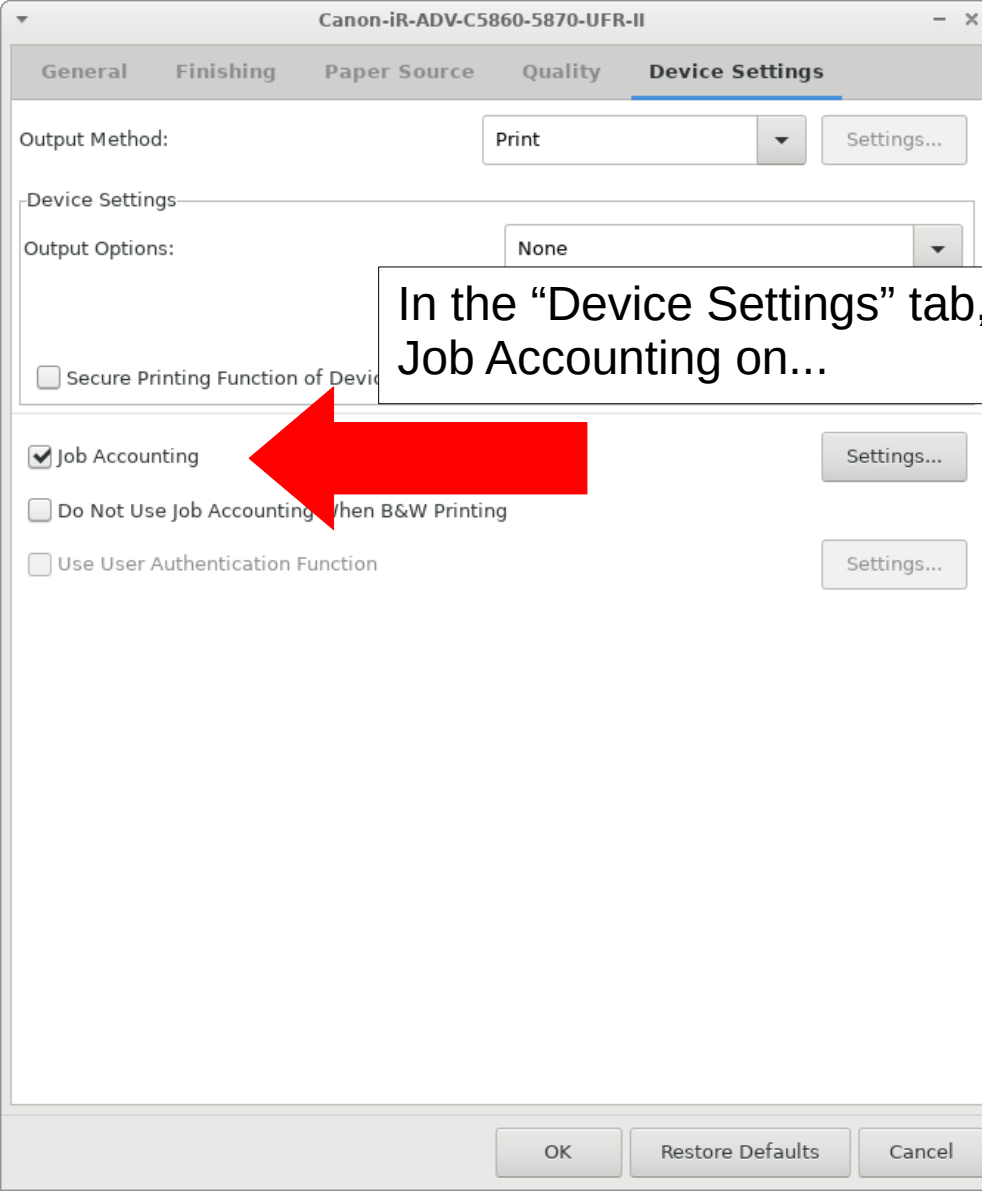 Canon-iR-ADV-C5860-5870-UFR-II
General Finishing Paper Source Quality Device Settings
Output Method: Print Settings...
Device Settings
Output Options: None
In the “Device Settings” tab,
Job Accounting on...
Secure Printing Function of
Job Accounting Settings...
Do Not Use Job Accounting When B&W Printing
Use User Authentication Function Settings...
OK Restore Defaults Cancel